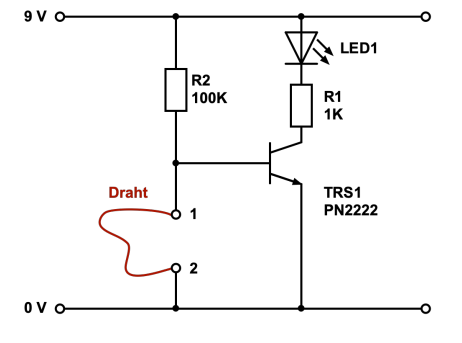 9 V
LED1
R2
100K
R1
1K
Draht
1
TRS1
PN2222
2
0 V